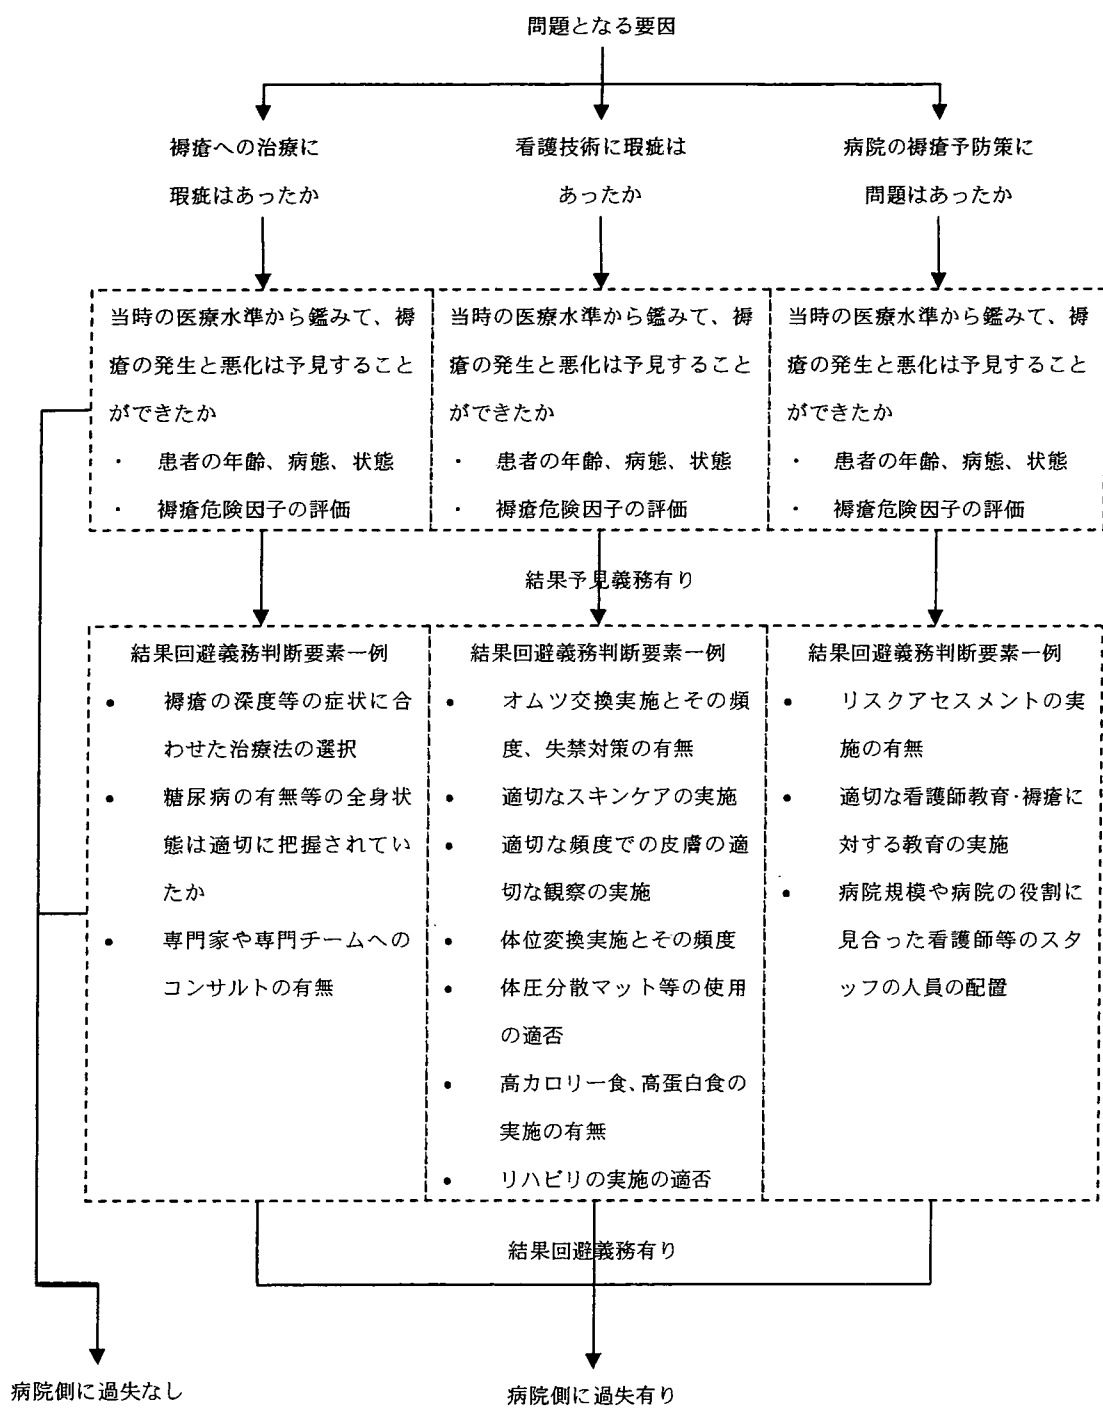 問題となる要因
褥瘡への治療に
瑕疵はあったか
看護技術に瑕疵は
あったか
病院の褥瘡予防策に
問題はあったか
当時の医療水準から鑑みて、褥
瘡の発生と悪化は予見すること
ができたか
・ 患者の年齢、病態、状態
・ 褥瘡危険因子の評価
当時の医療水準から鑑みて、褥
瘡の発生と悪化は予見すること
ができたか
・ 患者の年齢、病態、状態
・ 褥瘡危険因子の評価
当時の医療水準から鑑みて、褥
瘡の発生と悪化は予見すること
ができたか
・ 患者の年齢、病態、状態
・ 褥瘡危険因子の評価
結果予見義務有り
結果回避義務判断要素一例
• 褥瘡の深度等の症状に合
わせた治療法の選択
• 糖尿病の有無等の全身状
態は適切に把握されてい
たか
• 専門家や専門チームへの
コンサルトの有無
結果回避義務判断要素一例
• オムツ交換実施とその頻
度、失禁対策の有無
• 適切なスキンケアの実施
• 適切な頻度での皮膚の適
切な観察の実施
• 体位変換実施とその頻度
• 体圧分散マット等の使用
の適否
• 高カロリー食、高蛋白食の
実施の有無
• リハビリの実施の適否
結果回避義務判断要素一例
• リスクアセスメントの実
施の有無
• 適切な看護師教育・褥瘡に
対する教育の実施
• 病院規模や病院の役割に
見合った看護師等のスタ
ッフの人員の配置
結果回避義務有り
病院側に過失なし
病院側に過失有り